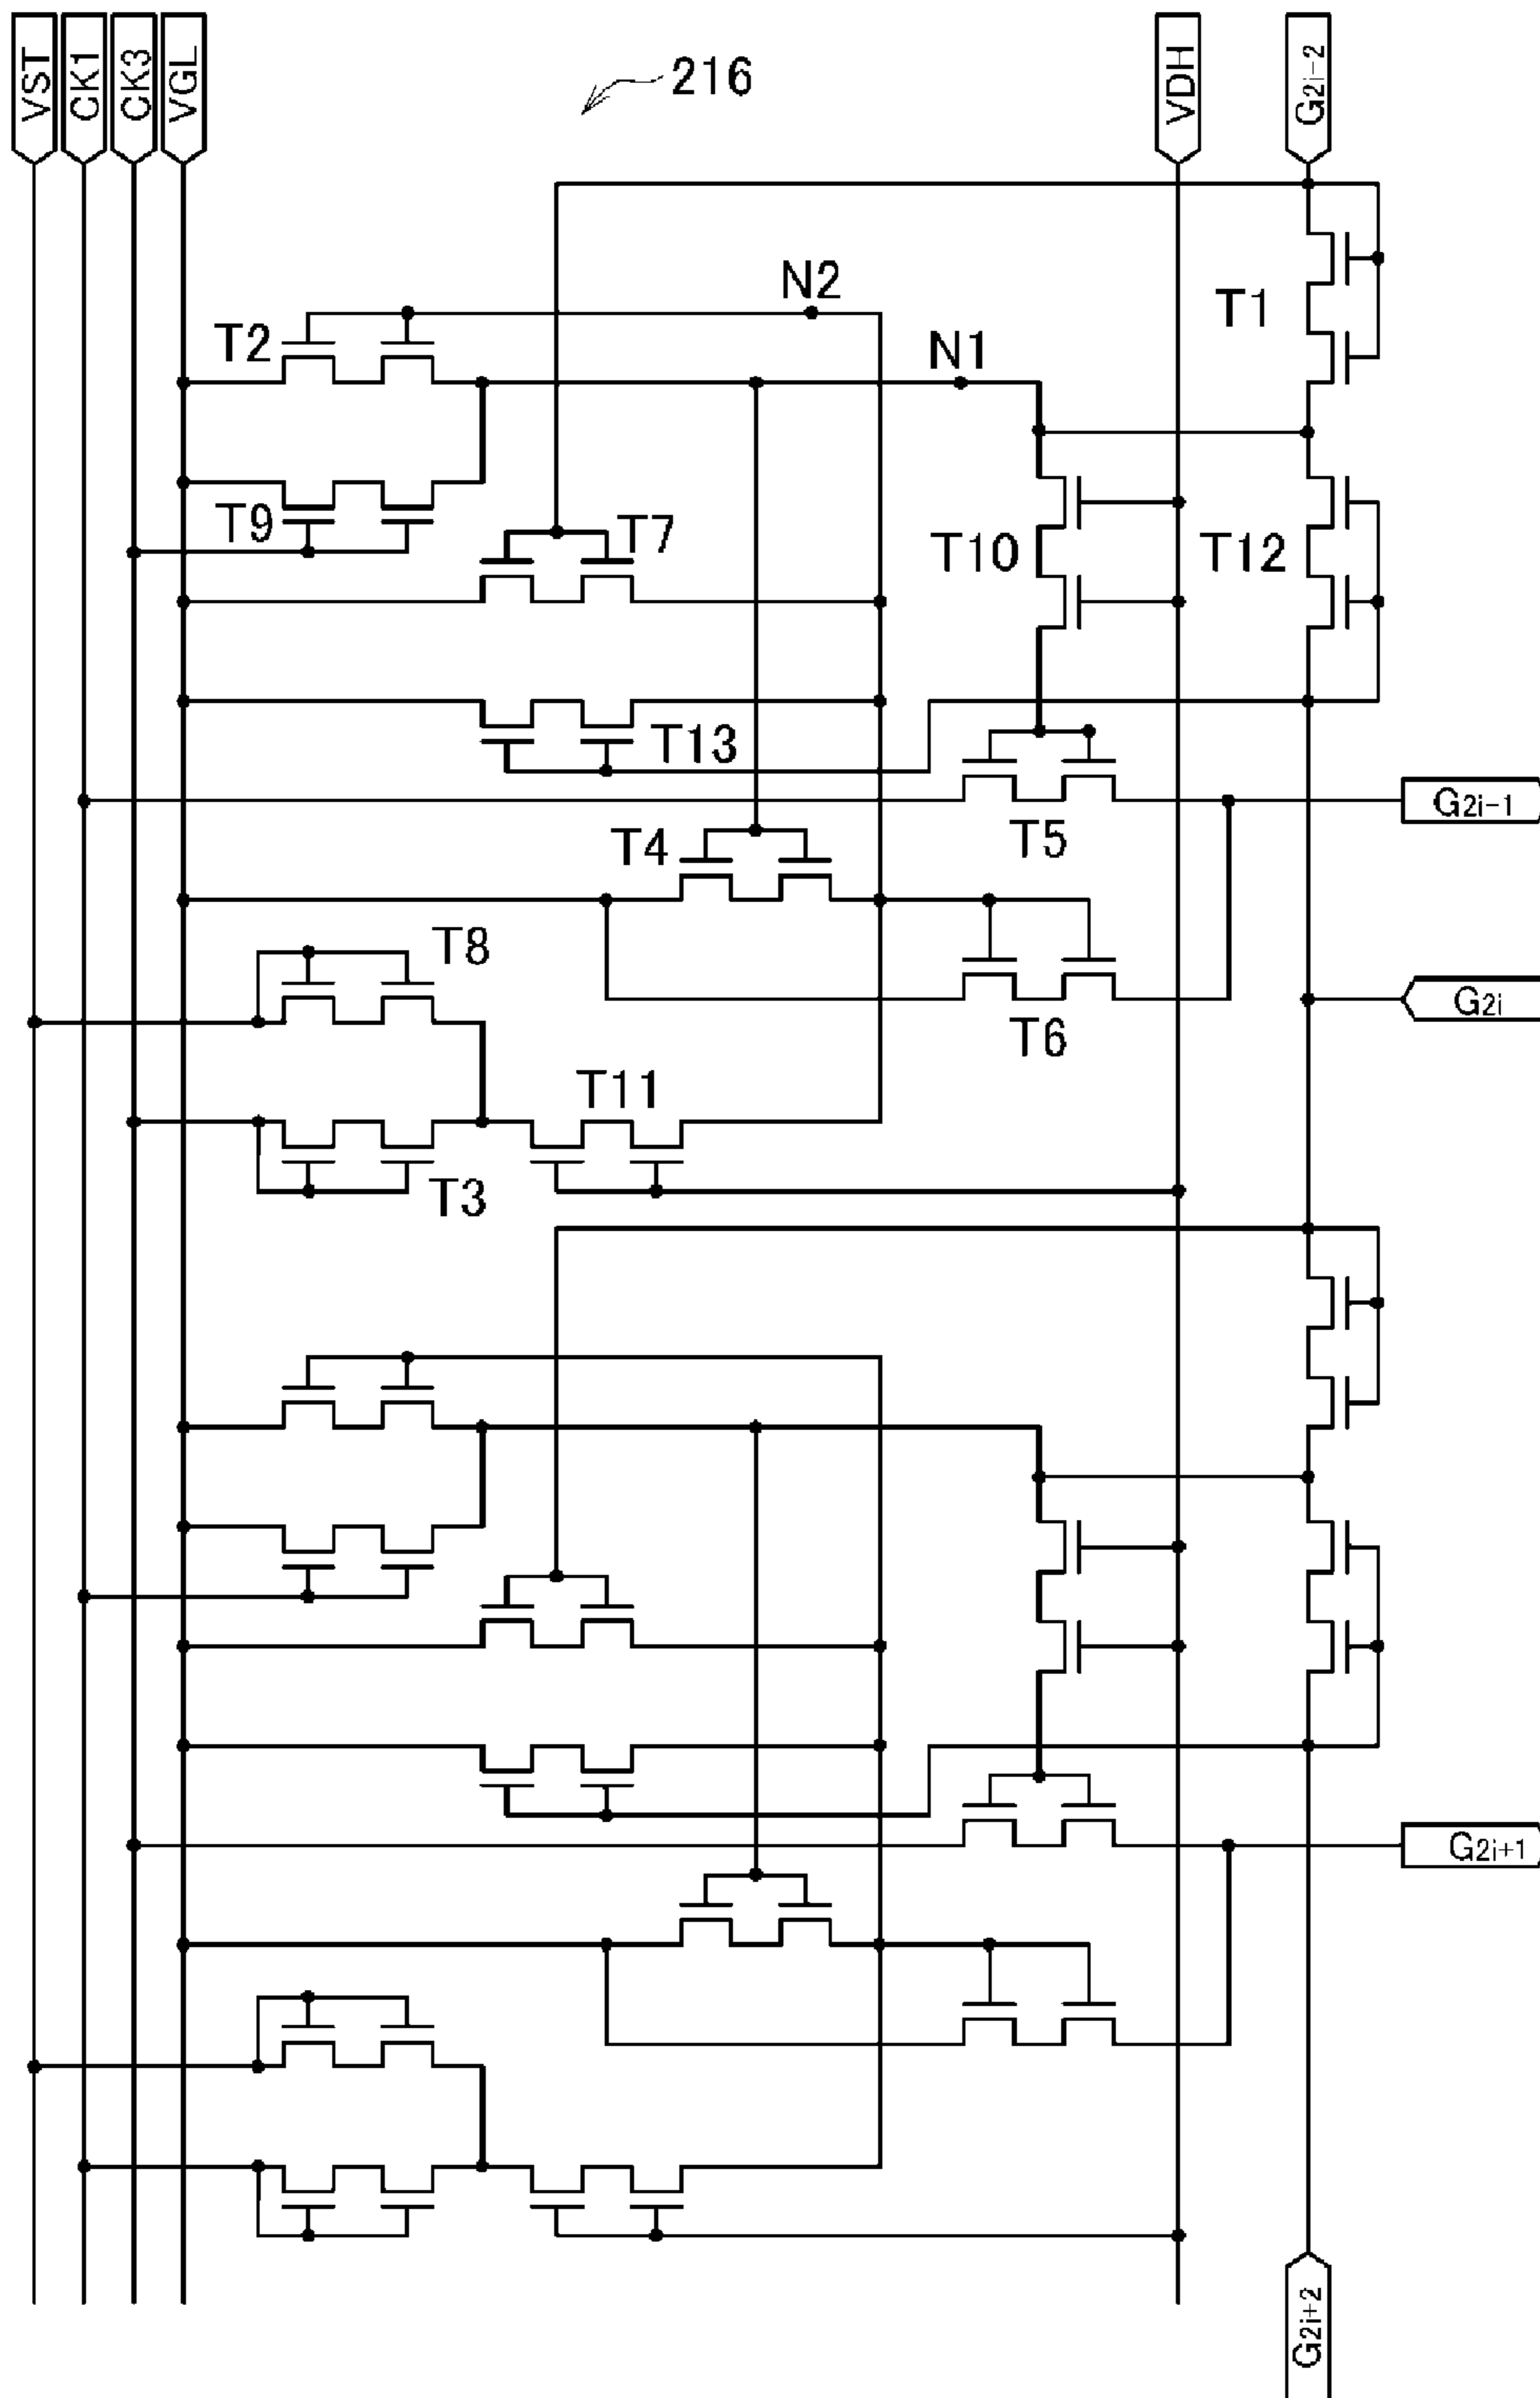 VST
CK1
CK3
VGL
216
VDH
G2i-2
N2
T1
T2
N1
T9
T7
T10
T12
T13
G2i-1
T5
T4
T8
G2i
T6
T11
T3
G2i+1
G2i+2